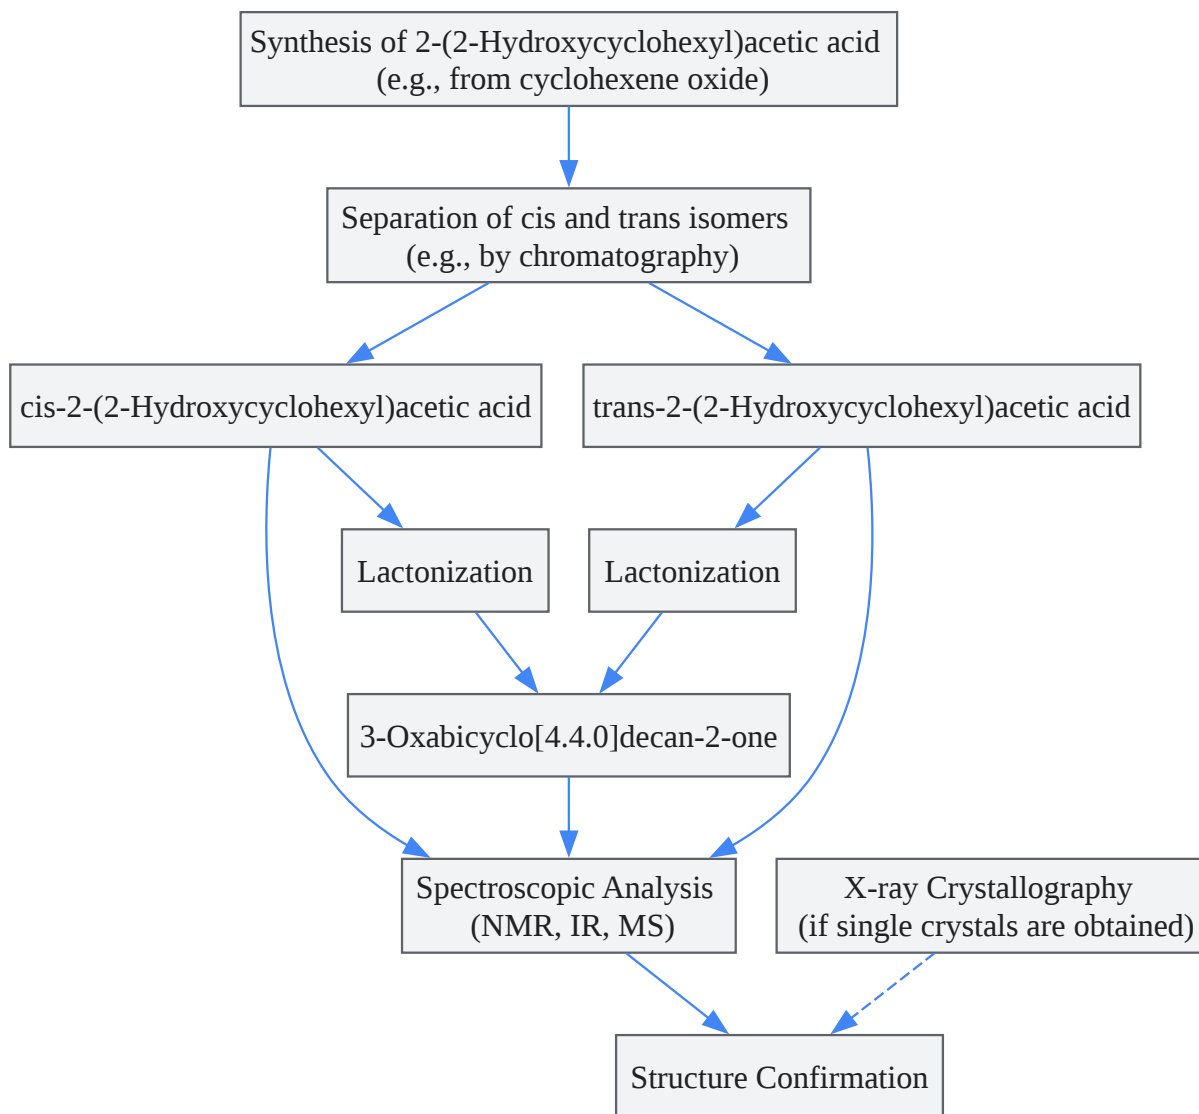 Synthesis of 2-(2-Hydroxycyclohexyl)acetic acid
(e.g., from cyclohexene oxide)
Separation of cis and trans isomers
(e.g., by chromatography)
cis-2-(2-Hydroxycyclohexyl)acetic acid
trans-2-(2-Hydroxycyclohexyl)acetic acid
Lactonization
Lactonization
3-Oxabicyclo[4.4.0]decan-2-one
Spectroscopic Analysis
(NMR, IR, MS)
X-ray Crystallography
(if single crystals are obtained)
Structure Confirmation